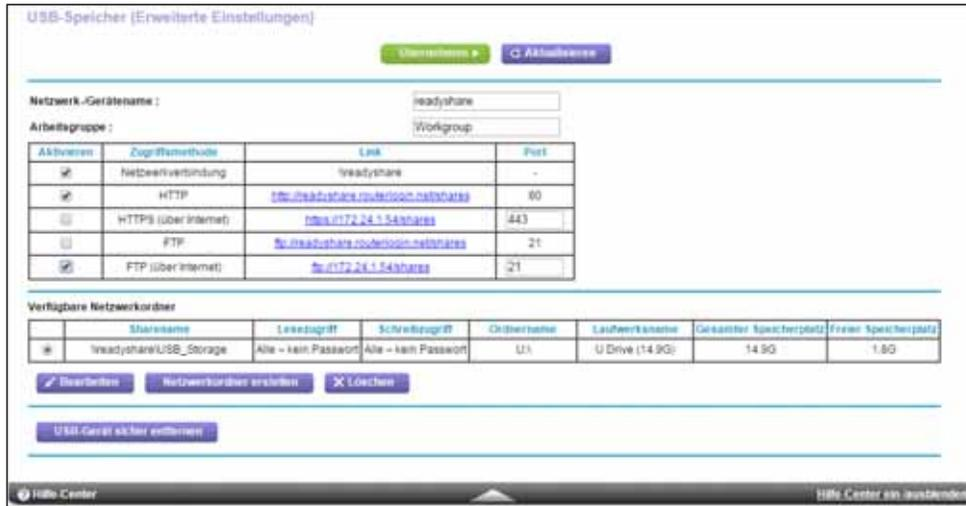 USB-Speicher (Erweiterte Einstellungen)
Übernehmen
Aktualisieren
Netzwerk-/Gerätename :
readyshare
Arbeitsgruppe :
Workgroup
Aktivieren Zugriffsmethode Link Port
Netzwerkverbindung \\readyshare -
HTTP http://readyshare.routerlogin.net/shares 80
HTTPS (über Internet) https://172.24.1.54/shares 443
FTP ftp://readyshare.routerlogin.net/shares 21
FTP (über Internet) ftp://172.24.1.54/shares 21
Verfügbare Netzwerkordner
Sharename Lesezugriff Schreibzugriff Ordnername Laufwerksname Gesamter Speicherplatz Freier Speicherplatz
\\readyshare\USB_Storage Alle – kein Passwort Alle – kein Passwort U:\ U Drive (14.9G) 14.9G 1.8G
Bearbeiten Netzwerkordner erstellen Löschen
USB-Gerät sicher entfernen
Hilfe-Center Hilfe-Center ein-/ausblenden